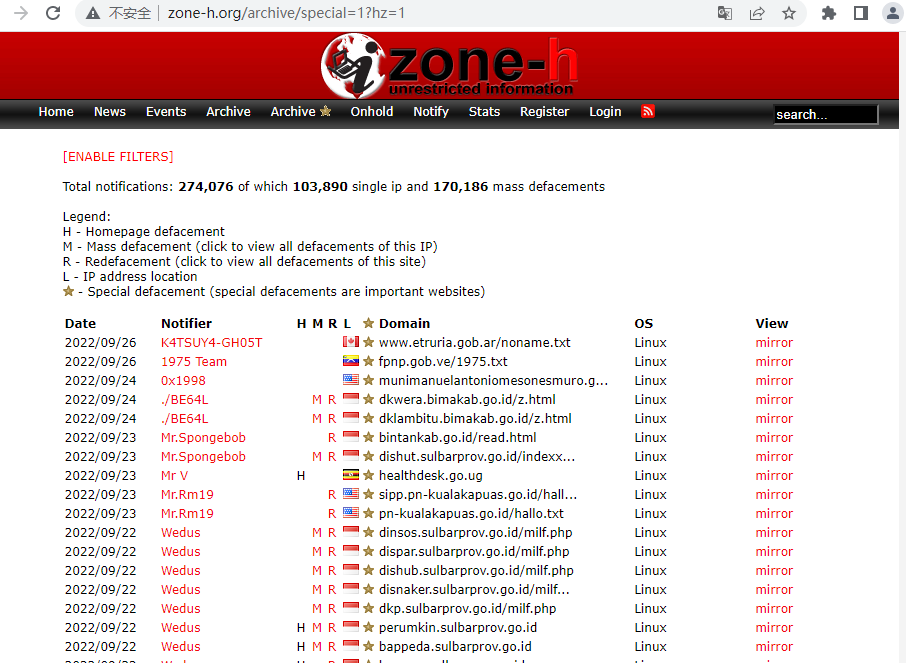 不安全 zone-h.org/archive/special=1?hz=1
zone-h
unrestricted information
Home News Events Archive Archive Onhold Notify Stats Register Login search...
[ENABLE FILTERS]
Total notifications: 274,076 of which 103,890 single ip and 170,186 mass defacements
Legend:
H - Homepage defacement
M - Mass defacement (click to view all defacements of this IP)
R - Redefacement (click to view all defacements of this site)
L - IP address location
- Special defacement (special defacements are important websites)
Date Notifier H M R L Domain OS View
2022/09/26 K4TSUY4-GH05T www.etruria.gob.ar/noname.txt Linux mirror
2022/09/26 1975 Team fpnp.gob.ve/1975.txt Linux mirror
2022/09/24 0x1998 munimanuelantoniomesonesmuro.g... Linux mirror
2022/09/24 ./BE64L M R dkwera.bimakab.go.id/z.html Linux mirror
2022/09/24 ./BE64L M R dklambitu.bimakab.go.id/z.html Linux mirror
2022/09/23 Mr.Spongebob R bintankab.go.id/read.html Linux mirror
2022/09/23 Mr.Spongebob M R dishut.sulbarprov.go.id/indexx... Linux mirror
2022/09/23 Mr V H healthdesk.go.ug Linux mirror
2022/09/23 Mr.Rm19 R sipp.pn-kualakapuas.go.id/hall... Linux mirror
2022/09/23 Mr.Rm19 R pn-kualakapuas.go.id/hallo.txt Linux mirror
2022/09/22 Wedus M R dinsos.sulbarprov.go.id/milf.php Linux mirror
2022/09/22 Wedus M R dispar.sulbarprov.go.id/milf.php Linux mirror
2022/09/22 Wedus M R dishub.sulbarprov.go.id/milf.php Linux mirror
2022/09/22 Wedus M R disnaker.sulbarprov.go.id/milf... Linux mirror
2022/09/22 Wedus M R dkp.sulbarprov.go.id/milf.php Linux mirror
2022/09/22 Wedus H M R perumkin.sulbarprov.go.id Linux mirror
2022/09/22 Wedus H M R bappeda.sulbarprov.go.id Linux mirror